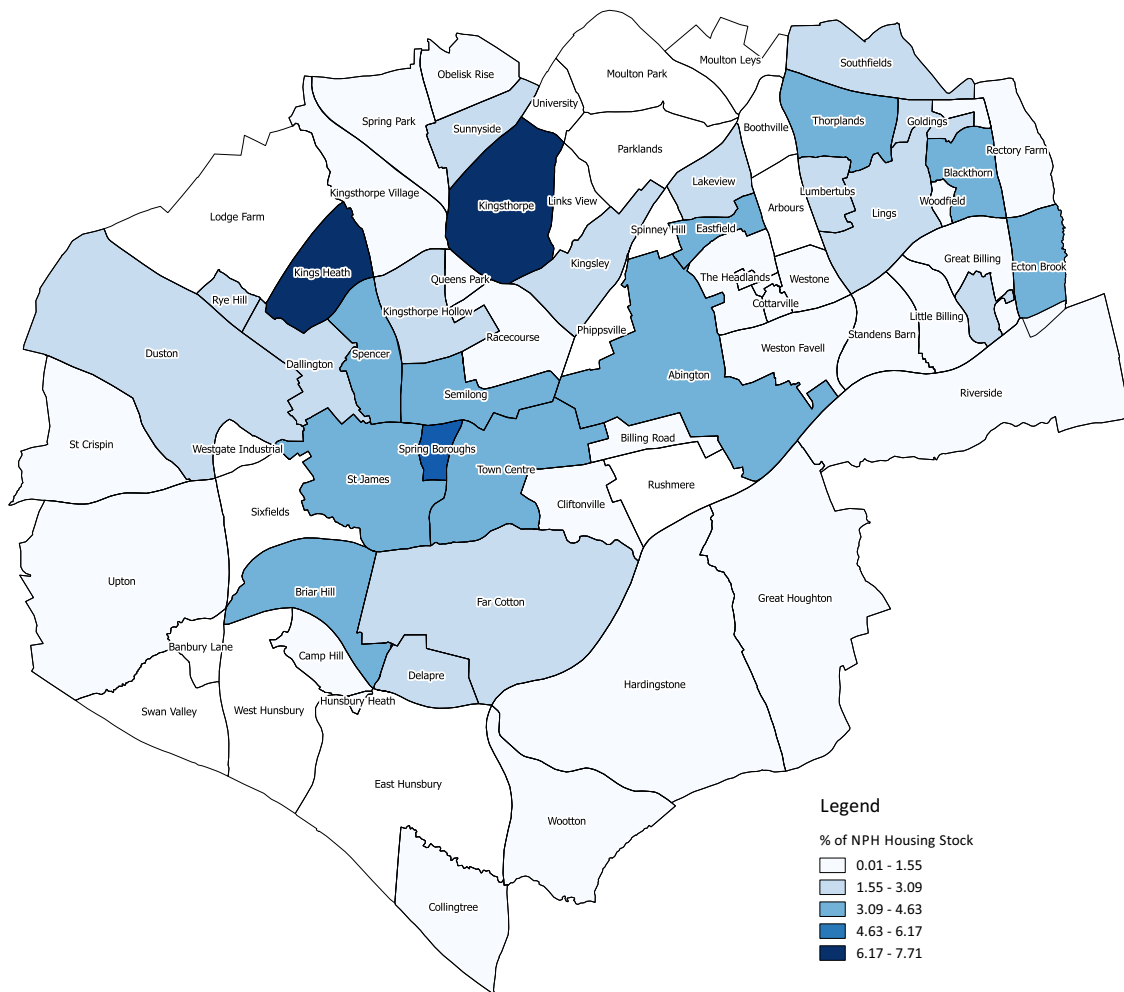 Moulton Leys
Southfields
Obelisk Rise
Moulton Park
University
Spring Park
Sunnyside
Boothville
Thorplands
Goldings
Parklands
Rectory Farm
Blackthorn
Lakeview
Kingsthorpe Village
Lumbertubs
Links View
Kingsthorpe
Arbours
Woodfield
Lings
Lodge Farm
Spinney Hill
Eastfield
Great Billing
Kingsley
Ecton Brook
Kings Heath
Queens Park
The Headlands
Westone
Rye Hill
Cottarville
Kingsthorpe Hollow
Little Billing
Phippsville
Standens Barn
Racecourse
Weston Favell
Duston
Spencer
Dallington
Abington
Riverside
Semilong
Billing Road
St Crispin
Westgate Industrial
Spring Boroughs
Town Centre
St James
Rushmere
Cliftonville
Sixfields
Upton
Briar Hill
Far Cotton
Great Houghton
Banbury Lane
Camp Hill
Delapre
Hardingstone
Hunsbury Heath
Swan Valley
West Hunsbury
East Hunsbury
Wootton
Collingtree
Legend
% of NPH Housing Stock
0.01 - 1.55
1.55 - 3.09
3.09 - 4.63
4.63 - 6.17
6.17 - 7.71